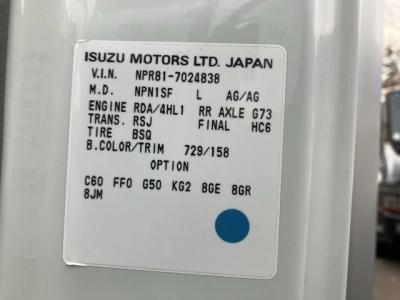 ISUZU MOTORS LTD. JAPAN
V.I.N. NPR81-7024838
M.D. NPN1SF L AG/AG
ENGINE RDA/4HL1 RR AXLE G73
TRANS. RSJ FINAL HC6
TIRE BSQ
B.COLOR/TRIM 729/158
OPTION
C60 FF0 G50 KG2 8GE 8GR
8JM